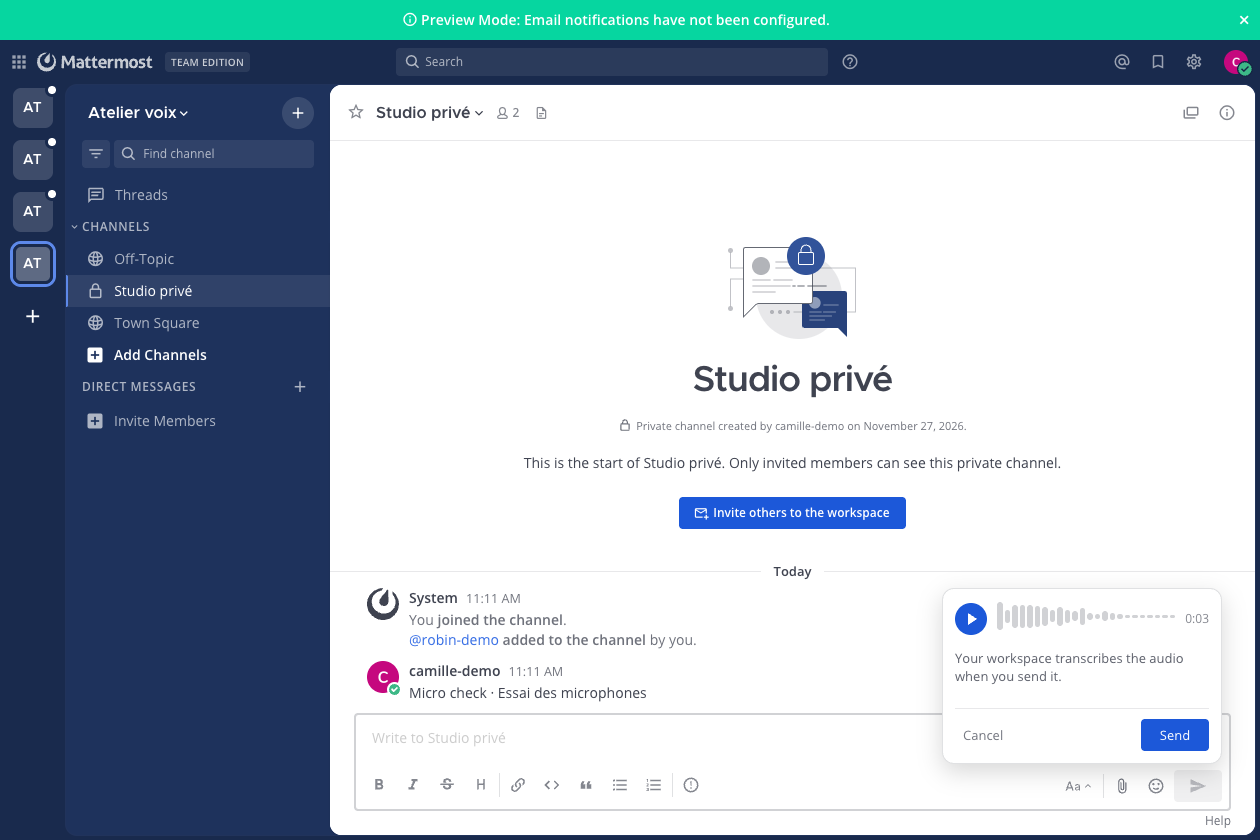 Preview Mode: Email notifications have not been configured.
Mattermost
TEAM EDITION
Search
C
AT
AT
AT
AT
Atelier voix
Find channel
Threads
CHANNELS
Off-Topic
Studio privé
Town Square
Add Channels
DIRECT MESSAGES
Invite Members
Studio privé
2
Studio privé
Private channel created by camille-demo on November 27, 2026.
This is the start of Studio privé. Only invited members can see this private channel.
Invite others to the workspace
Today
System 11:11 AM
You joined the channel.
@robin-demo added to the channel by you.
C
camille-demo 11:11 AM
Micro check · Essai des microphones
0:03
Your workspace transcribes the audio
when you send it.
Cancel
Send
Write to Studio privé
B I S H
Aa
Help